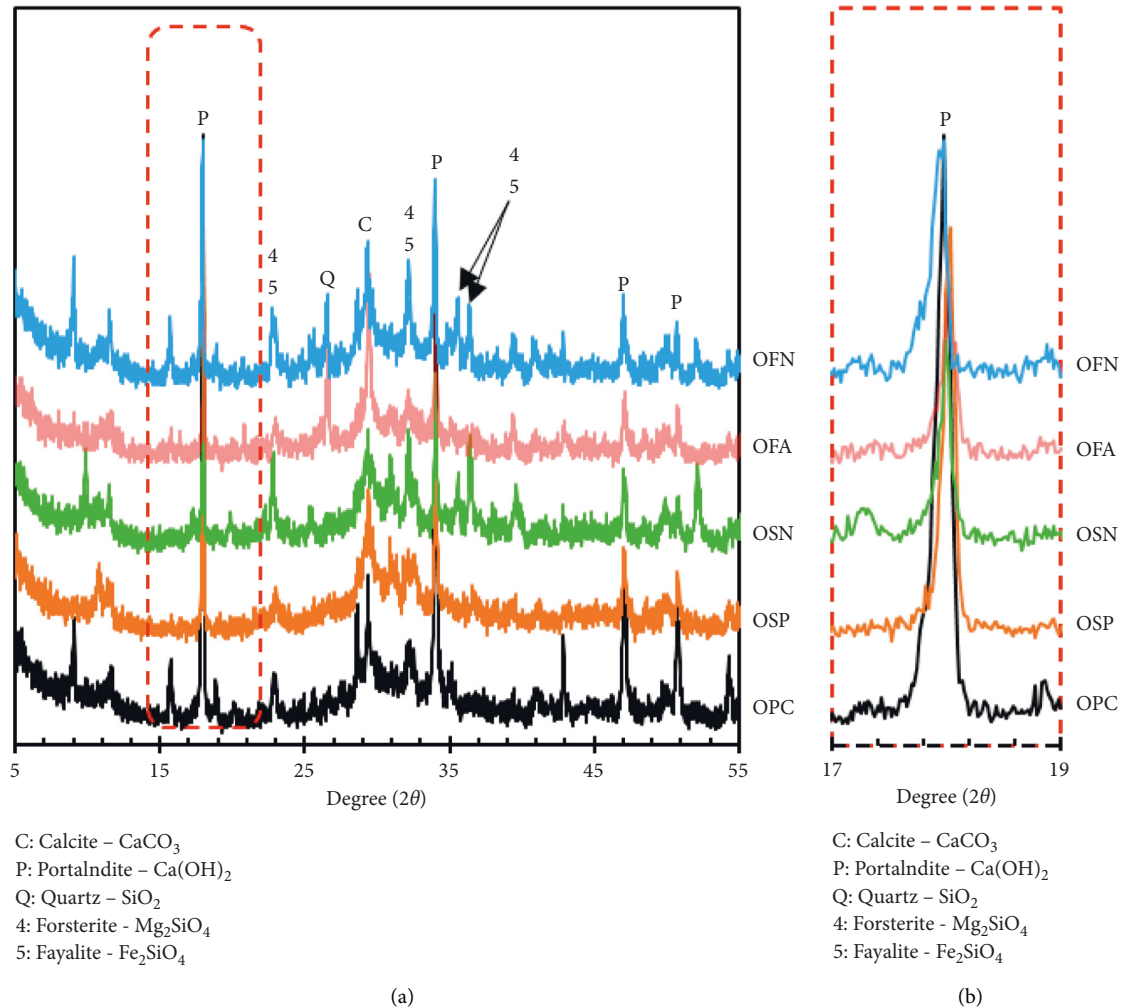 P
P
4
5
C
4
5
P
4
5
Q
P
P
OFN
OFA
OSN
OSP
OPC
OFN
OFA
OSN
OSP
OPC
5 15 25 35 45 55
17 19
Degree (2θ)
Degree (2θ)
C: Calcite – CaCO₃
P: Portalndite – Ca(OH)₂
Q: Quartz – SiO₂
4: Forsterite - Mg₂SiO₄
5: Fayalite - Fe₂SiO₄
C: Calcite – CaCO₃
P: Portalndite – Ca(OH)₂
Q: Quartz – SiO₂
4: Forsterite - Mg₂SiO₄
5: Fayalite - Fe₂SiO₄
(a)
(b)